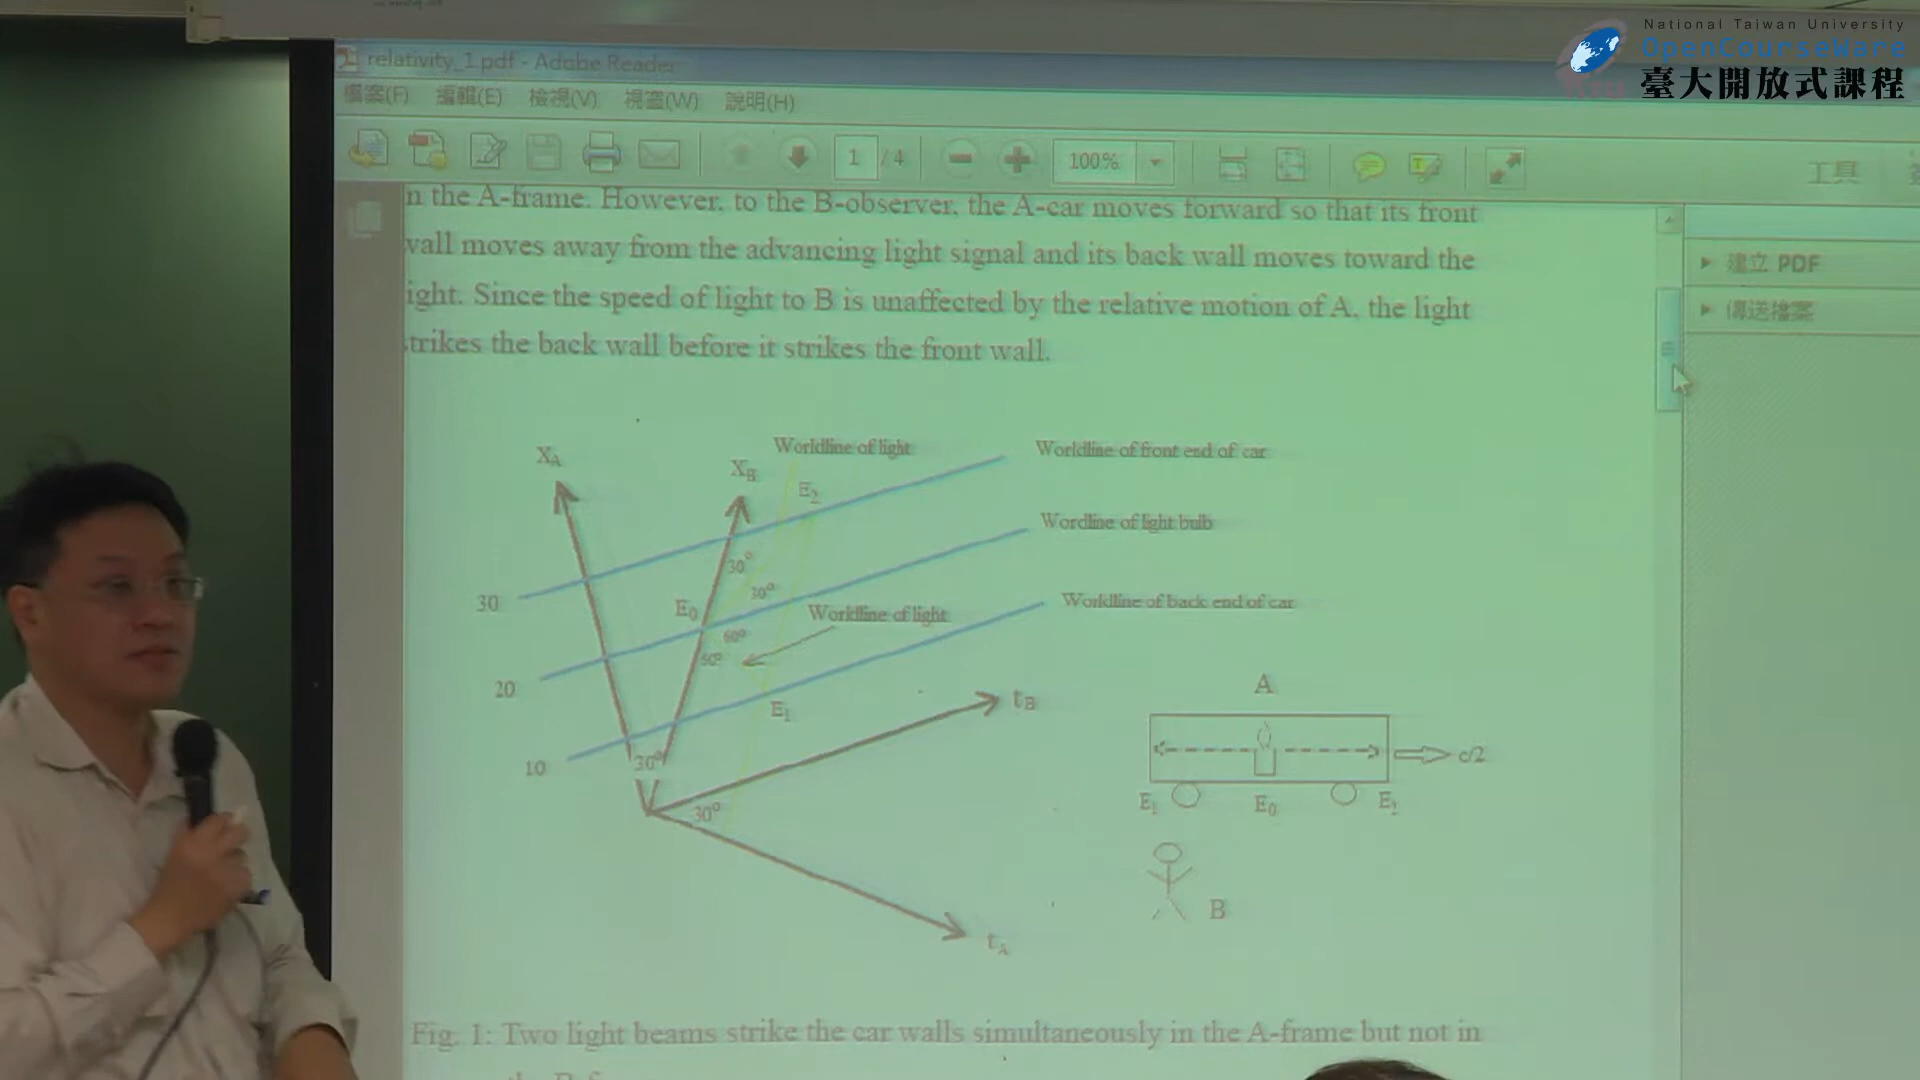 National Taiwan University
OpenCourseWare
臺大開放式課程
relativity_1.pdf - Adobe Reader
檔案(F) 編輯(E) 檢視(V) 視窗(W) 說明(H)
1 / 4 100% 工具
n the A-frame. However, to the B-observer, the A-car moves forward so that its front
wall moves away from the advancing light signal and its back wall moves toward the
ight. Since the speed of light to B is unaffected by the relative motion of A, the light
trikes the back wall before it strikes the front wall.
建立 PDF
傳送檔案
XA
XB
Worldline of light
Worldline of front end of car
E2
Wordline of light bulb
30°
30°
30
E0
Worldline of light
Worldline of back end of car
60°
60°
20
E1
tB
10
30°
30°
tA
A
c/2
E1 E0 E2
B
Fig. 1: Two light beams strike the car walls simultaneously in the A-frame but not in